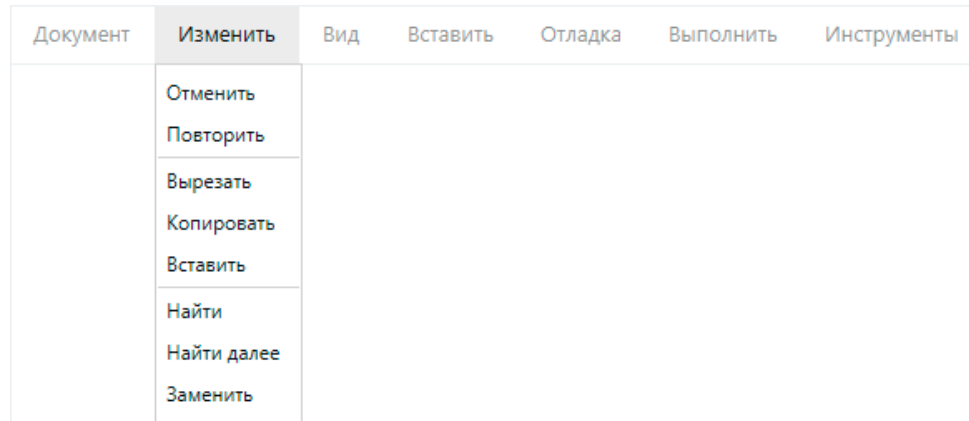 Документ Изменить Вид Вставить Отладка Выполнить Инструменты
Отменить
Повторить
Вырезать
Копировать
Вставить
Найти
Найти далее
Заменить